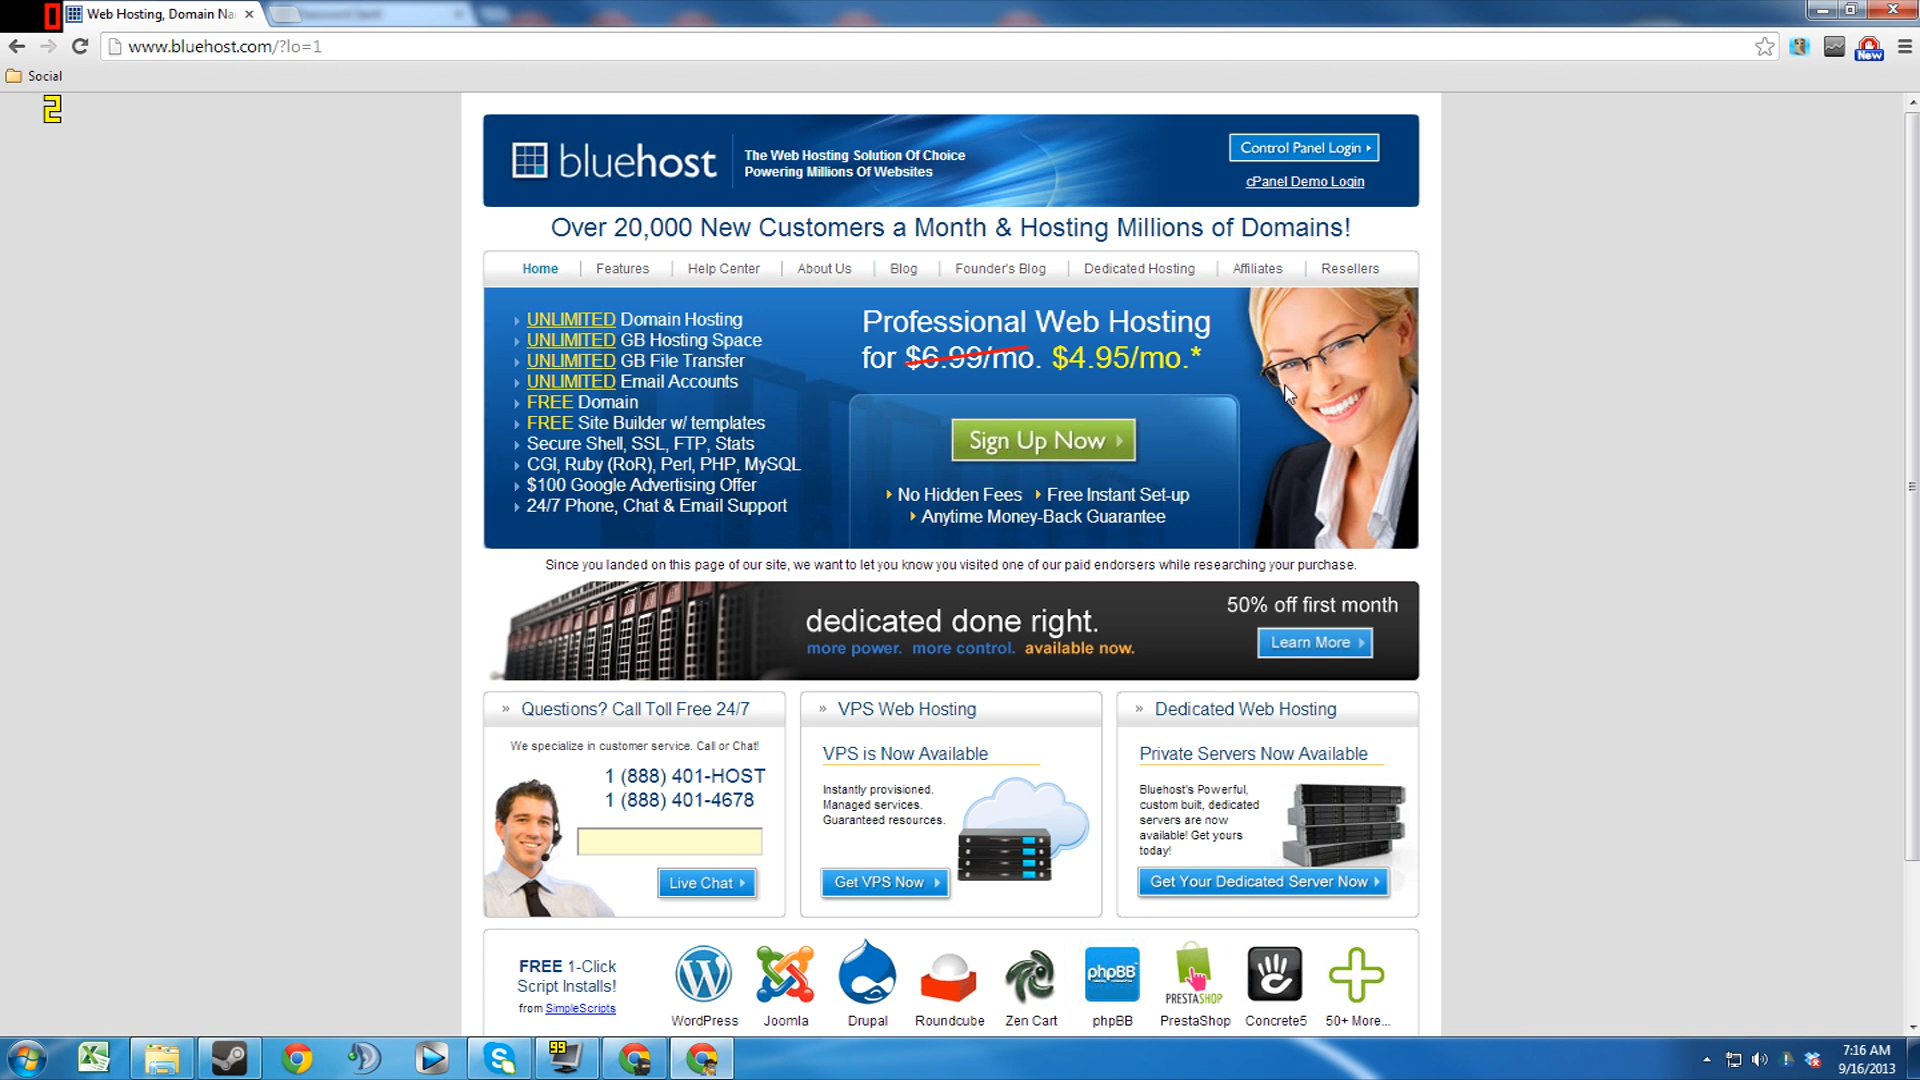 0
Web Hosting, Domain Na
www.bluehost.com/?lo=1
New
Social
2
bluehost
The Web Hosting Solution Of Choice
Powering Millions Of Websites
Control Panel Login
cPanel Demo Login
Over 20,000 New Customers a Month & Hosting Millions of Domains!
Home Features Help Center About Us Blog Founder's Blog Dedicated Hosting Affiliates Resellers
UNLIMITED Domain Hosting
UNLIMITED GB Hosting Space
UNLIMITED GB File Transfer
UNLIMITED Email Accounts
FREE Domain
FREE Site Builder w/ templates
Secure Shell, SSL, FTP, Stats
CGI, Ruby (RoR), Perl, PHP, MySQL
$100 Google Advertising Offer
24/7 Phone, Chat & Email Support
Professional Web Hosting
for $6.99/mo. $4.95/mo.*
Sign Up Now
No Hidden Fees Free Instant Set-up
Anytime Money-Back Guarantee
Since you landed on this page of our site, we want to let you know you visited one of our paid endorsers while researching your purchase.
dedicated done right.
more power. more control. available now.
50% off first month
Learn More
» Questions? Call Toll Free 24/7
We specialize in customer service. Call or Chat!
1 (888) 401-HOST
1 (888) 401-4678
Live Chat
» VPS Web Hosting
VPS is Now Available
Instantly provisioned.
Managed services.
Guaranteed resources.
Get VPS Now
» Dedicated Web Hosting
Private Servers Now Available
Bluehost's Powerful,
custom built, dedicated
servers are now
available! Get yours
today!
Get Your Dedicated Server Now
FREE 1-Click
Script Installs!
from SimpleScripts
phpBB
PRESTASHOP
WordPress Joomla Drupal Roundcube Zen Cart phpBB PrestaShop Concrete5 50+ More...
99
7:16 AM
9/16/2013